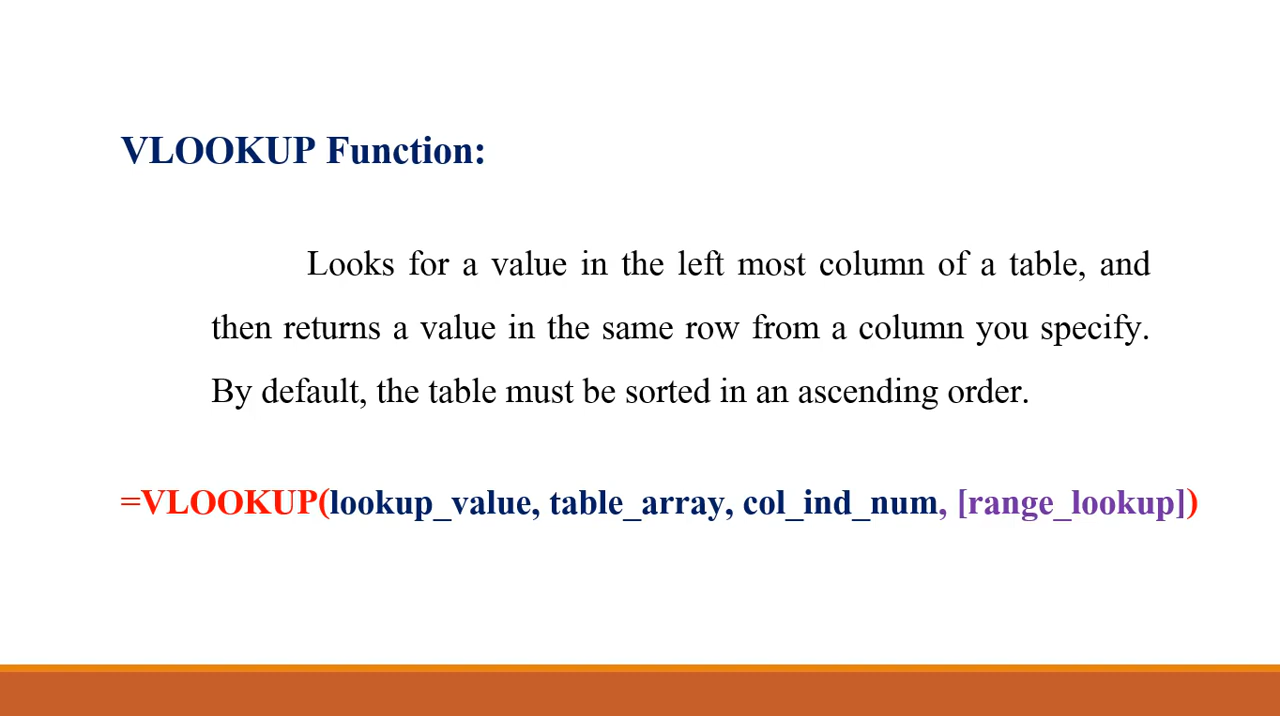 VLOOKUP Function:
Looks for a value in the left most column of a table, and
then returns a value in the same row from a column you specify.
By default, the table must be sorted in an ascending order.
=VLOOKUP(lookup_value, table_array, col_ind_num, [range_lookup])